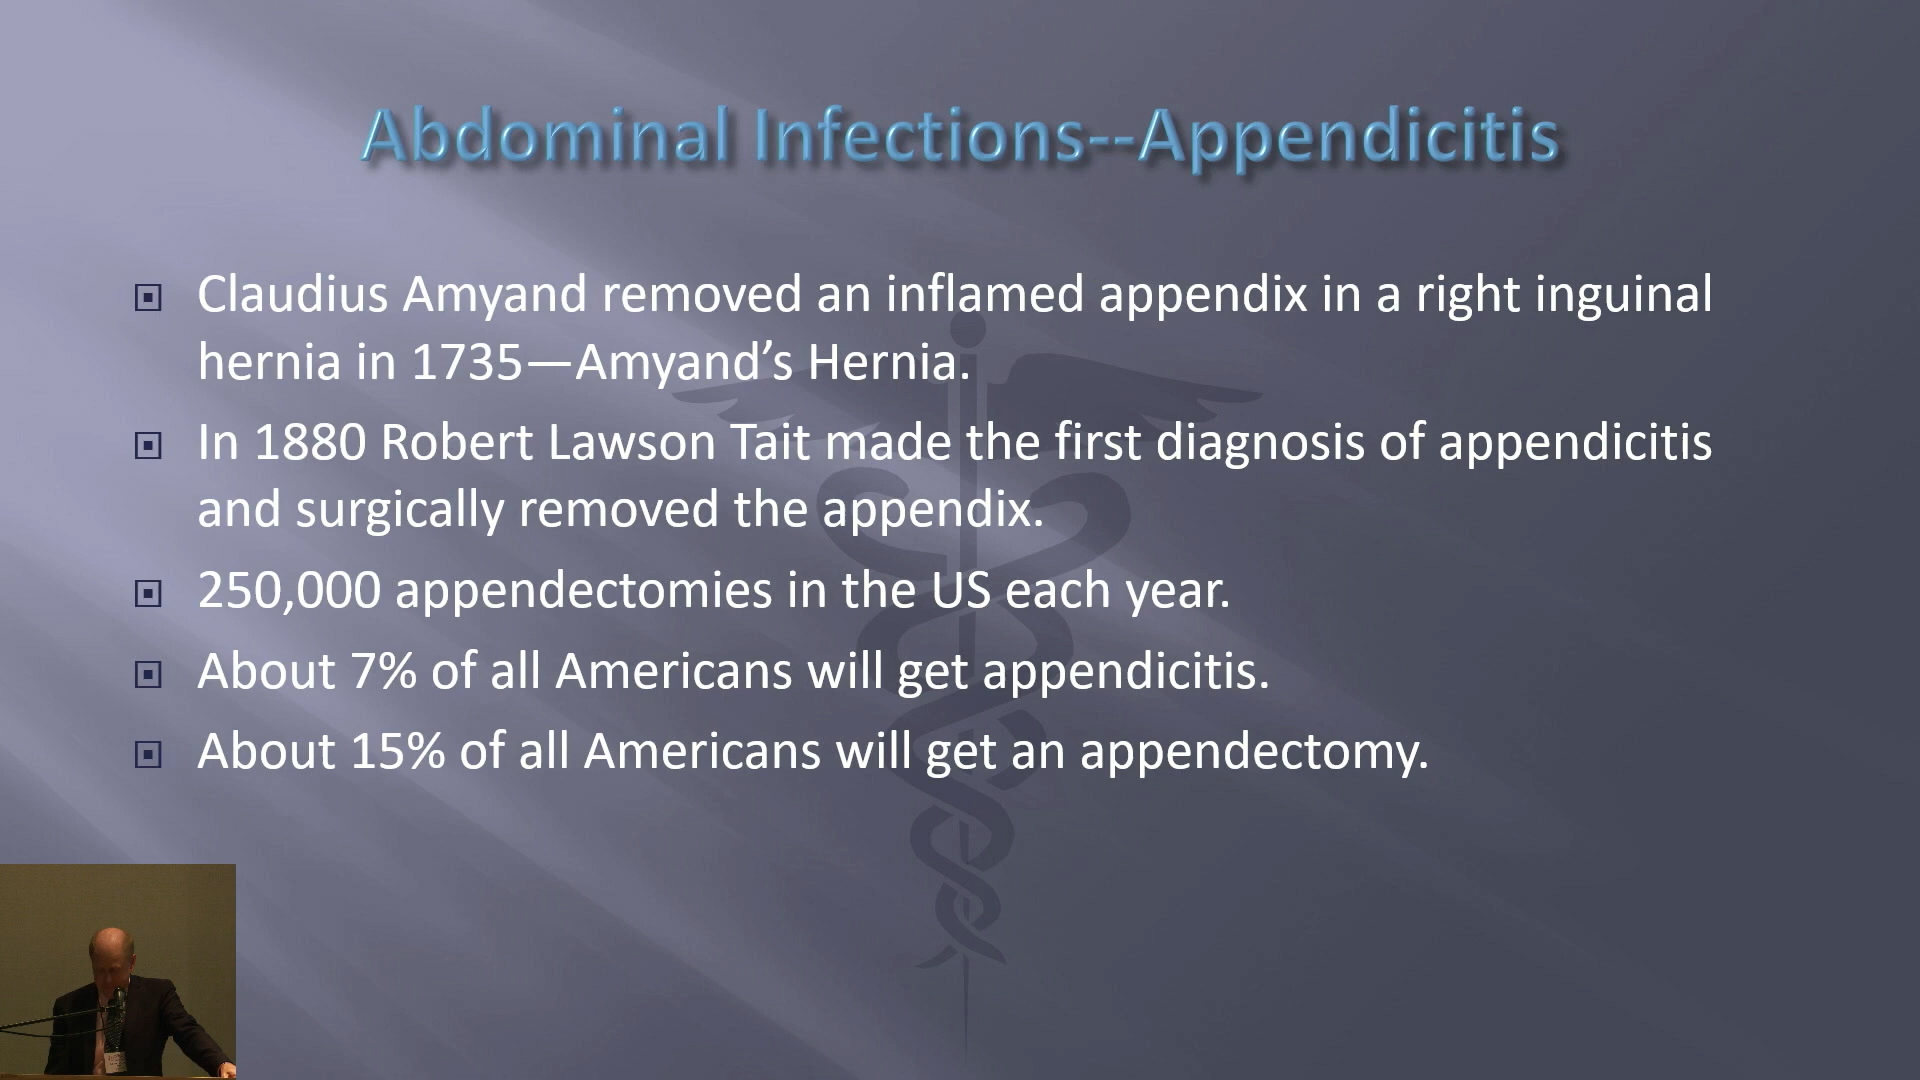 Abdominal Infections--Appendicitis
Claudius Amyand removed an inflamed appendix in a right inguinal
hernia in 1735—Amyand’s Hernia.
In 1880 Robert Lawson Tait made the first diagnosis of appendicitis
and surgically removed the appendix.
250,000 appendectomies in the US each year.
About 7% of all Americans will get appendicitis.
About 15% of all Americans will get an appendectomy.